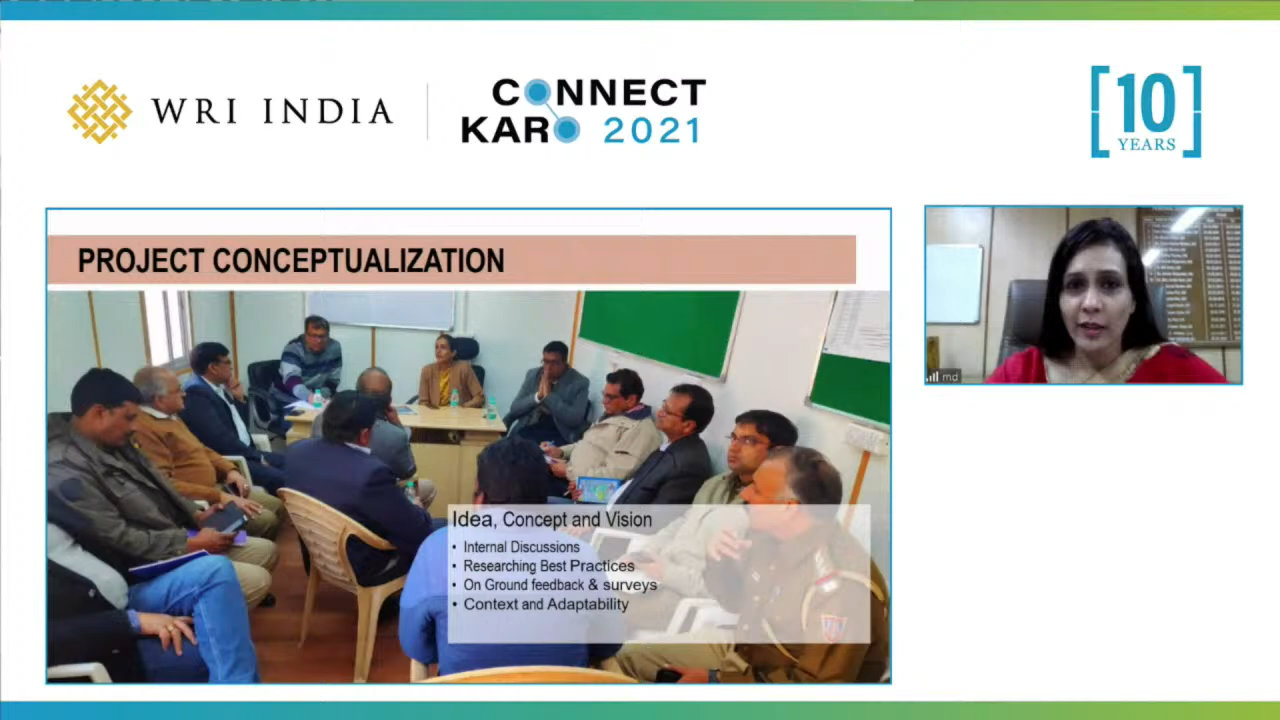 WRI INDIA
CONNECT
KARO 2021
10
YEARS
PROJECT CONCEPTUALIZATION
Idea, Concept and Vision
• Internal Discussions
• Researching Best Practices
• On Ground feedback & surveys
• Context and Adaptability
md